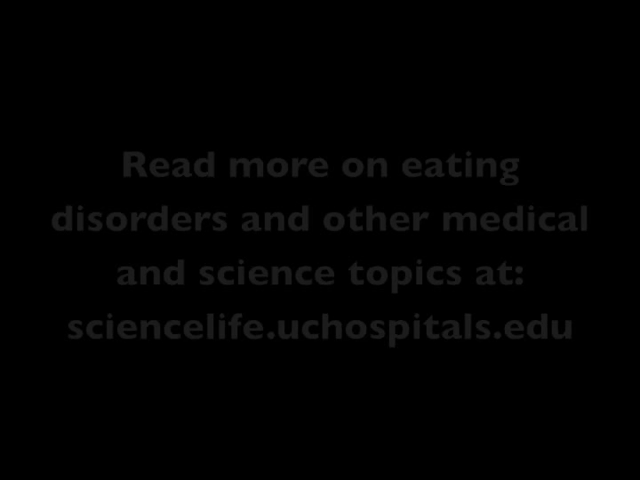 Read more on eating
disorders and other medical
and science topics at:
sciencelife.uchospitals.edu